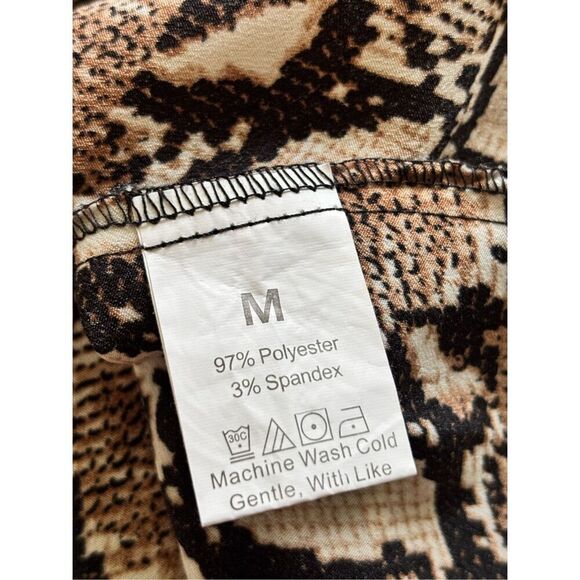 M
97% Polyester
3% Spandex
30C
Machine Wash Cold
Gentle, With Like